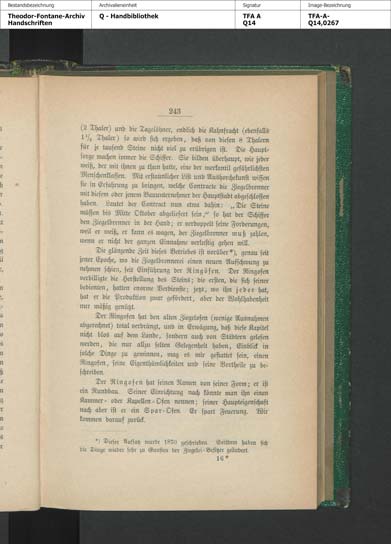 Bestandsbezeichnung
Archivalieneinheit
Signatur
Image-Bezeichnung
Theodor-Fontane-Archiv
Handschriften
Q - Handbibliothek
TFA A
Q14
TFA-A-
Q14,0267
243
(2 Thaler) und die Tagelöhner, endlich die Kahnfracht (ebenfalls
1½ Thaler) so wird sich ergeben, daß von diesen 8 Thalern
für je tausend Steine nicht viel zu erübrigen ist. Die Haupt-
sorge machen immer die Schiffer. Sie bilden überhaupt, wie jeder
weiß, der mit ihnen zu thun hatte, eine der merkantil gefährlichsten
Menschenklassen. Mit erstaunlicher List und Aushorchekunst wissen
sie in Erfahrung zu bringen, welche Contracte die Ziegelbrenner
mit diesem oder jenem Bauunternehmer der Hauptstadt abgeschlossen
haben. Lautet der Contract nun etwa dahin: „Die Steine
müssen bis Mitte Oktober abgeliefert sein," so hat der Schiffer
den Ziegelbrenner in der Hand; er verdoppelt seine Forderungen,
weil er weiß, er kann es wagen, der Ziegelbrenner muß zahlen,
wenn er nicht der ganzen Einnahme verlustig gehen will.
Die glänzende Zeit dieses Betriebes ist vorüber*), genau seit
jener Epoche, wo die Ziegelbrennerei einen neuen Aufschwung zu
nehmen schien, seit Einführung der Ringöfen. Der Ringofen
verbilligte die Herstellung des Steins; die ersten, die sich seiner
bedienten, hatten enorme Verdienste; jetzt, wo ihn jeder hat,
hat er die Produktion zwar gefördert, aber der Wohlhabenheit
nur mäßig genützt.
Der Ringofen hat den alten Ziegelofen (wenige Ausnahmen
abgerechnet) total verdrängt, und in Erwägung, daß diese Kapitel
nicht blos auf dem Lande, sondern auch von Städtern gelesen
werden, die nur allzu selten Gelegenheit haben, Einblick in
solche Dinge zu gewinnen, mag es mir gestattet sein, einen
Ringofen, seine Eigenthümlichkeiten und seine Vortheile zu be-
schreiben.
Der Ringofen hat seinen Namen von seiner Form; er ist
ein Rundbau. Seiner Einrichtung nach könnte man ihn einen
Kammer- oder Kapellen-Ofen nennen; seiner Haupteigenschaft
nach aber ist er ein Spar-Ofen. Er spart Feuerung. Wir
kommen darauf zurück.
*) Dieser Aufsatz wurde 1870 geschrieben. Seitdem haben sich
die Dinge wieder sehr zu Gunsten der Ziegelei-Besitzer geändert.
16*